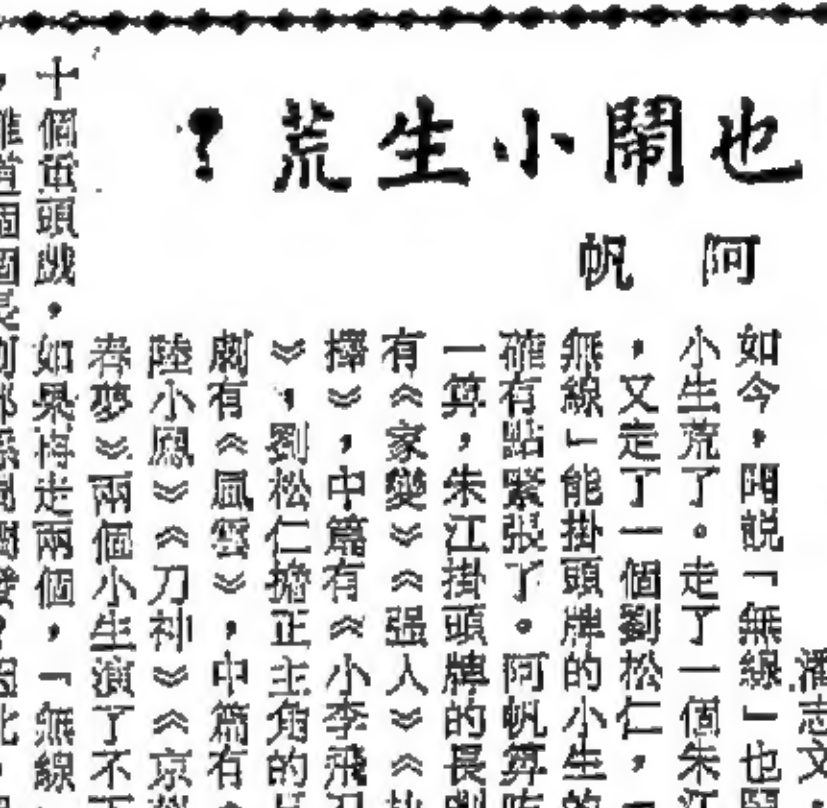 也鬧小生荒？
阿帆
如今，聞說「無線」也鬧
小生荒了。走了一個朱江
，又走了一個劉松仁，「
無線」能掛頭牌的小生的
確有點緊張了。阿帆算
一算，朱江掛頭牌的長劇
有《家變》《强人》《
擇》，中篇有《小李飛刀
》，劉松仁擔正主角的長
劇有《風雲》，中篇有《
陸小鳳》《刀神》《京
春夢》兩個小生演了不下
十個重頭戲，如果再走兩個，「無線
潘志文